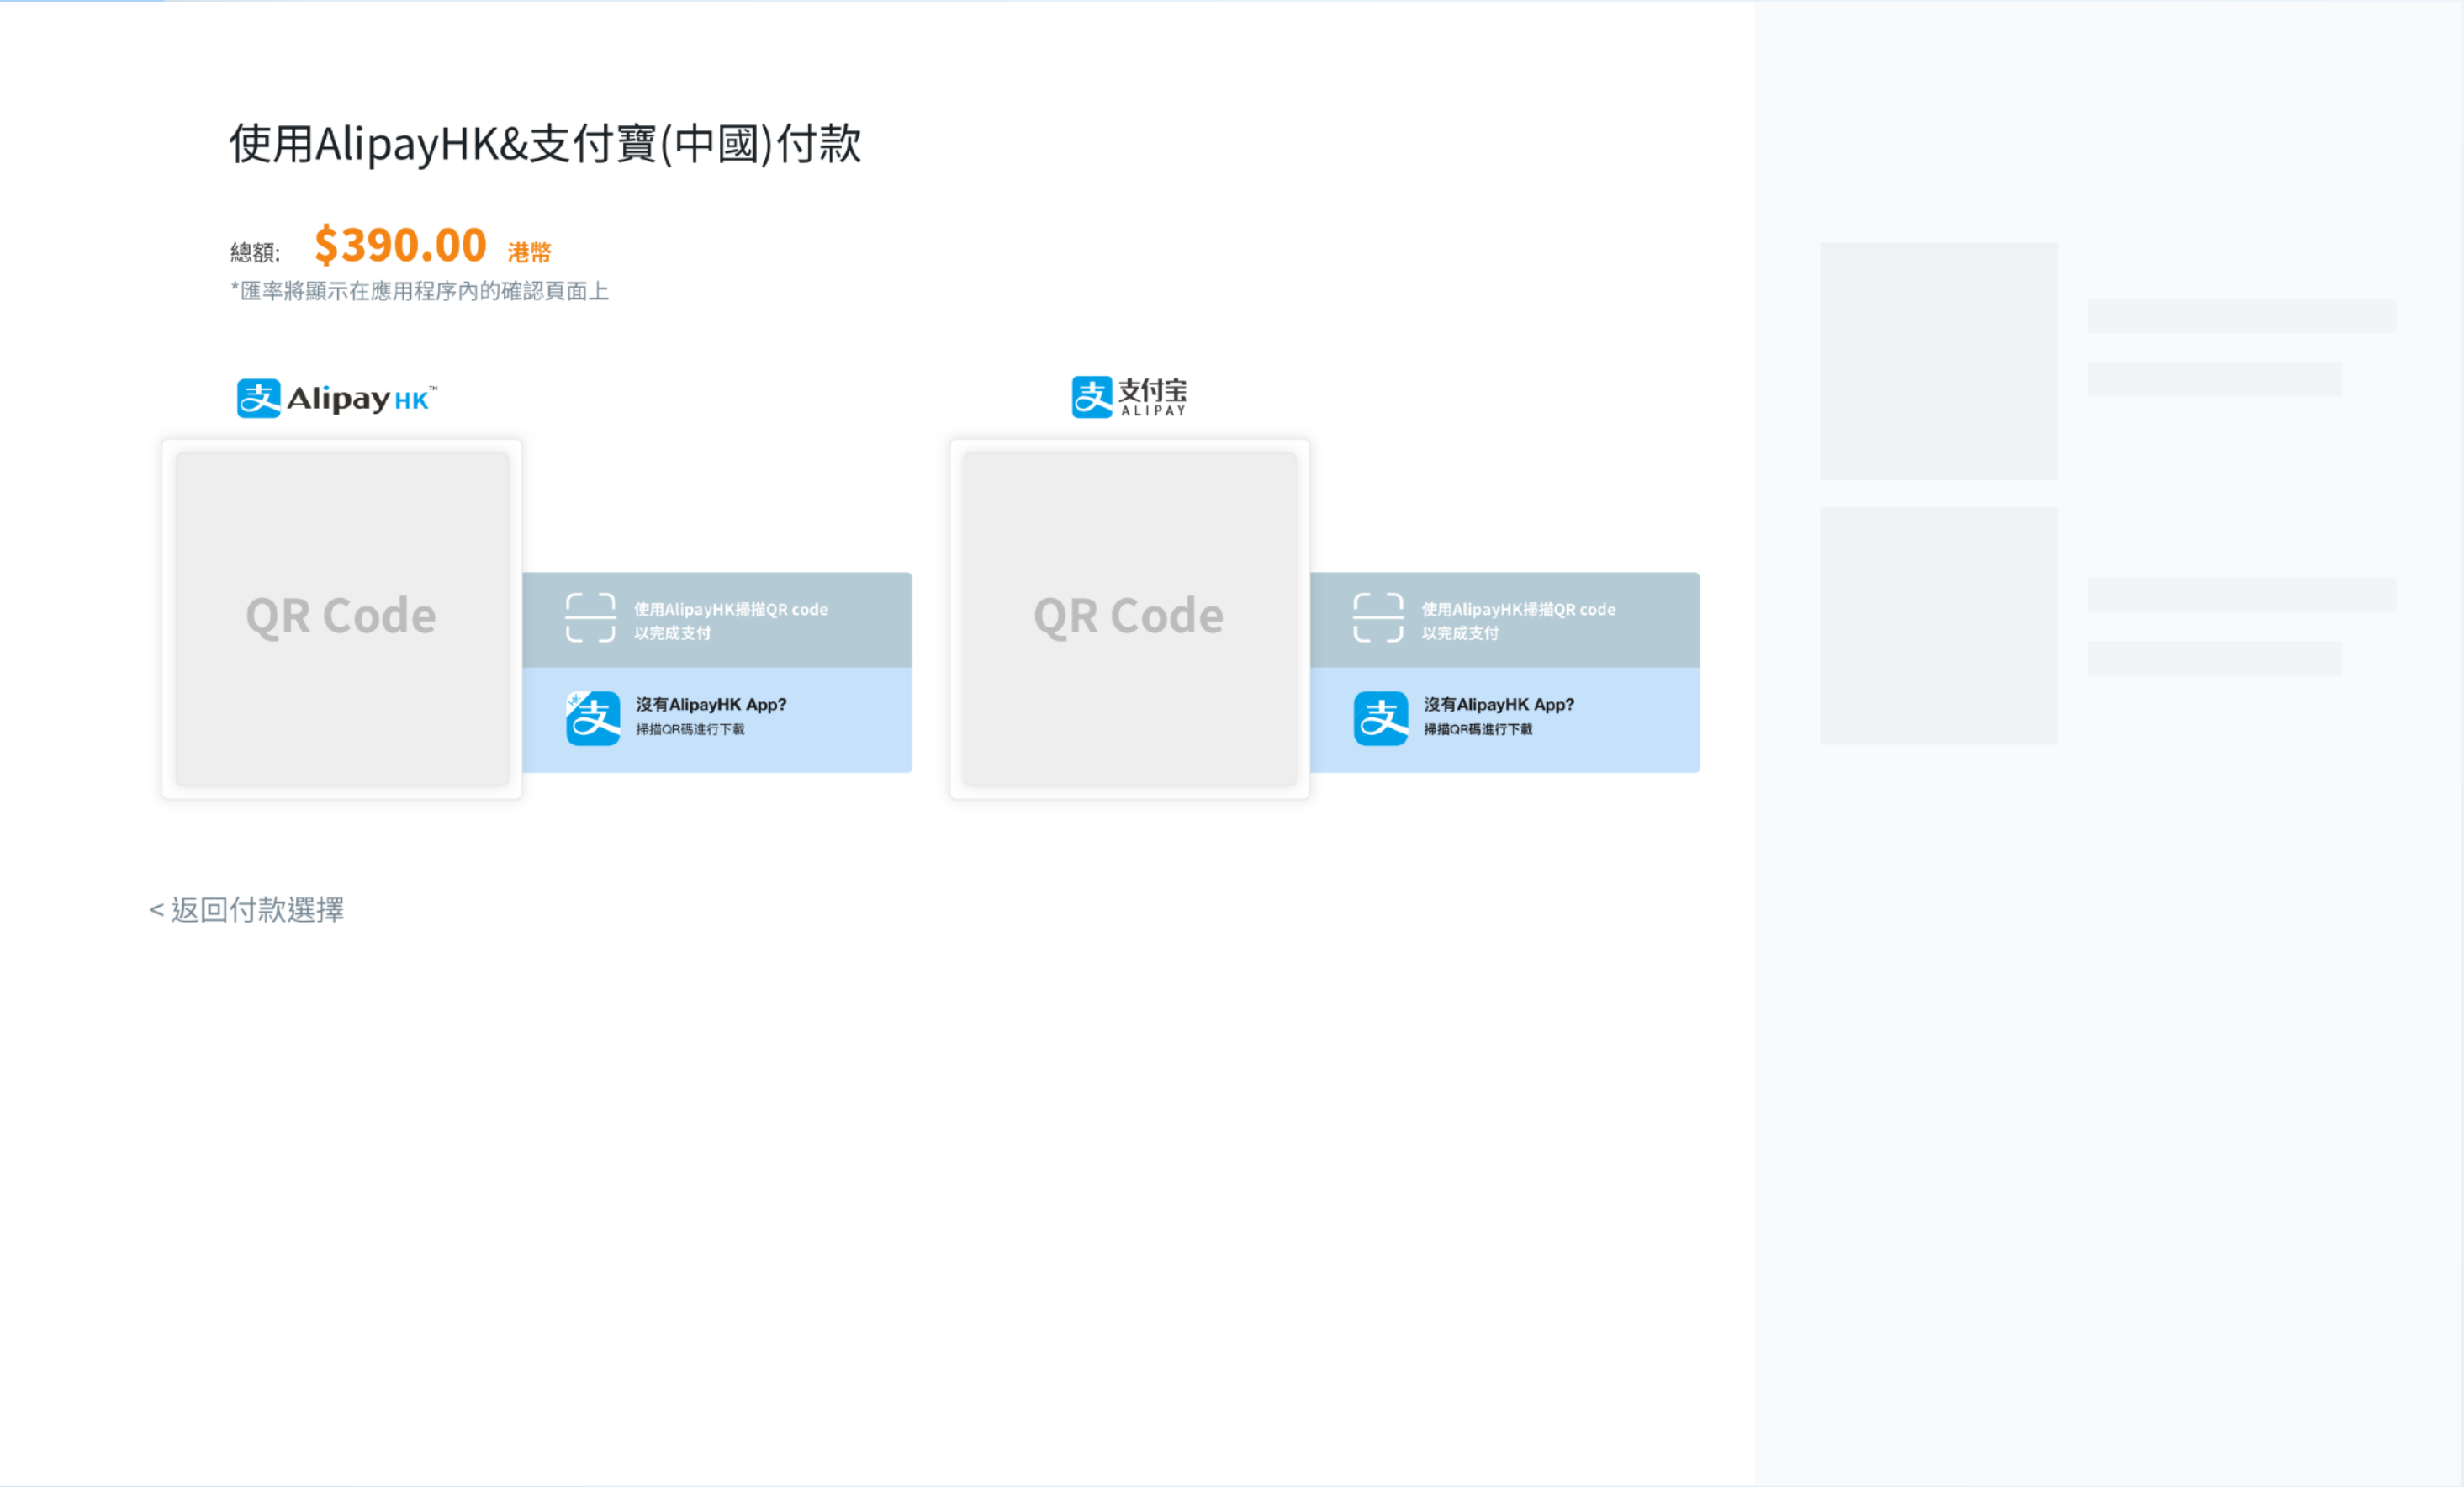 使用AlipayHK&支付寶(中國)付款
總額: $390.00 港幣
*匯率將顯示在應用程序內的確認頁面上
支 Alipay HK™
QR Code
使用AlipayHK掃描QR code
以完成支付
支
沒有AlipayHK App?
掃描QR碼進行下載
支 支付宝
ALIPAY
QR Code
使用AlipayHK掃描QR code
以完成支付
支
沒有AlipayHK App?
掃描QR碼進行下載
< 返回付款選擇